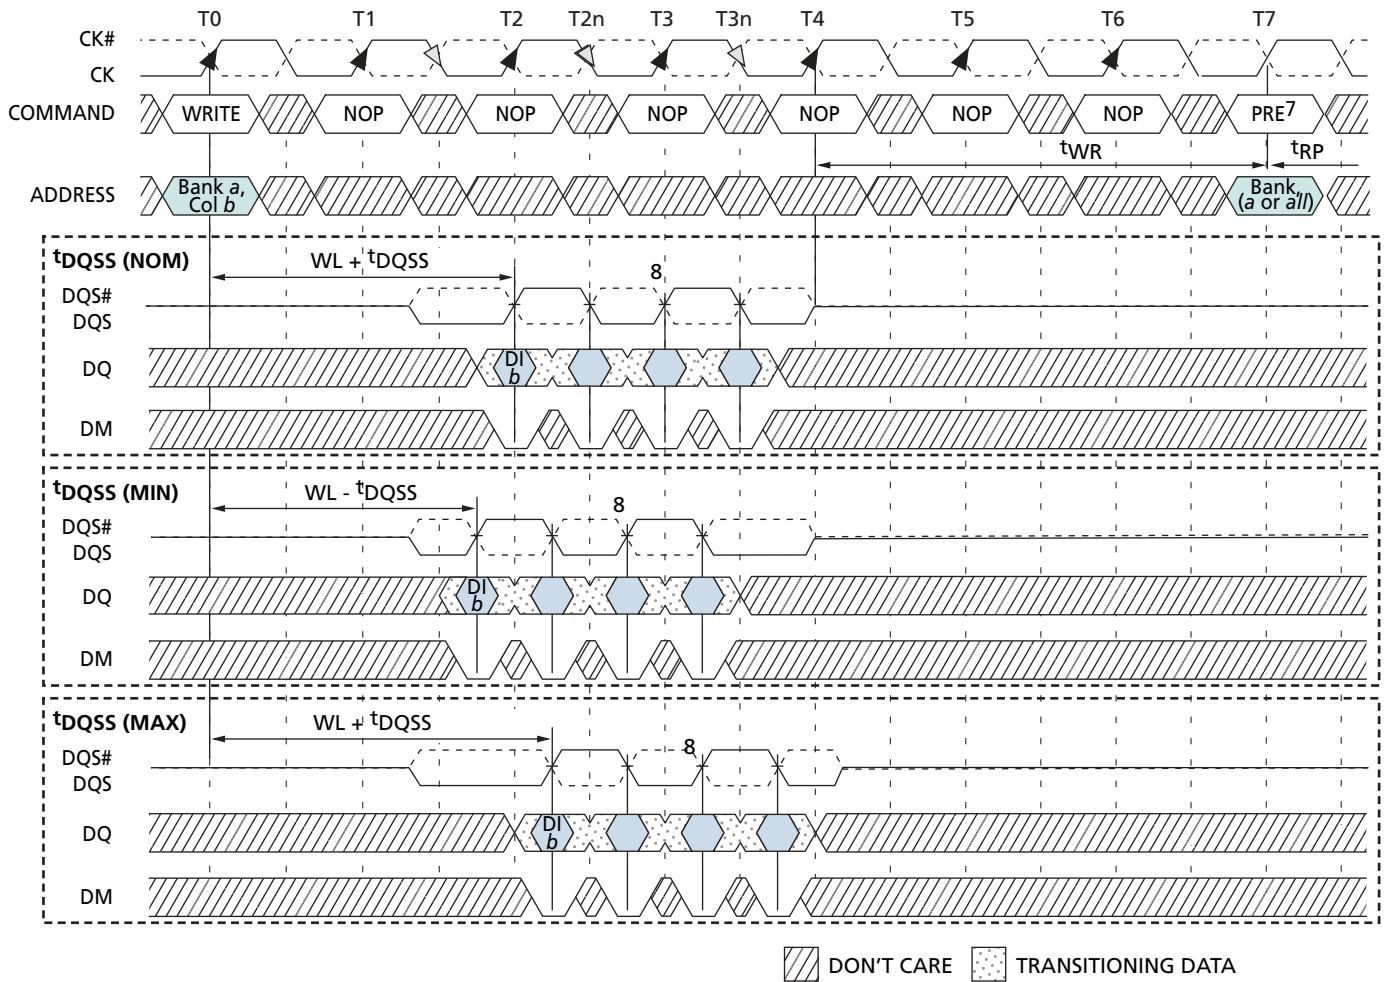 T0 T1 T2 T2n T3 T3n T4 T5 T6 T7
CK#
CK
COMMAND WRITE NOP NOP NOP NOP NOP NOP PRE7
tWR tRP
ADDRESS Bank a, Col b Bank, (a or all)
tDQSS (NOM)
WL + tDQSS
8
DQS#
DQS
DQ DI b
DM
tDQSS (MIN)
WL - tDQSS
8
DQS#
DQS
DQ DI b
DM
tDQSS (MAX)
WL + tDQSS
8
DQS#
DQS
DQ DI b
DM
DON'T CARE TRANSITIONING DATA